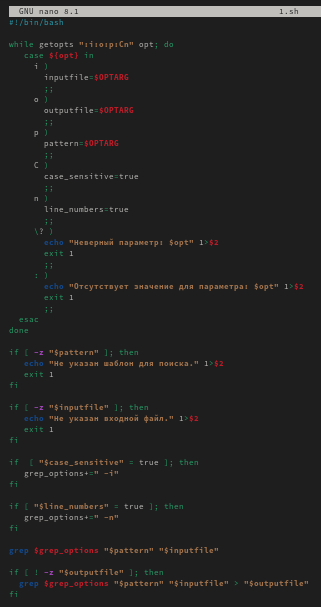 GNU nano 8.1 1.sh
#!/bin/bash
while getopts ":i:o:p:Cn" opt; do
case ${opt} in
i )
inputfile=$OPTARG
;;
o )
outputfile=$OPTARG
;;
p )
pattern=$OPTARG
;;
C )
case_sensitive=true
;;
n )
line_numbers=true
;;
\? )
echo "Неверный параметр: $opt" 1>$2
exit 1
;;
: )
echo "Отсутствует значение для параметра: $opt" 1>$2
exit 1
;;
esac
done
if [ -z "$pattern" ]; then
echo "Не указан шаблон для поиска." 1>$2
exit 1
fi
if [ -z "$inputfile" ]; then
echo "Не указан входной файл." 1>$2
exit 1
fi
if [ "$case_sensitive" = true ]; then
grep_options+=" -i"
fi
if [ "$line_numbers" = true ]; then
grep_options+=" -n"
fi
grep $grep_options "$pattern" "$inputfile"
if [ ! -z "$outputfile" ]; then
grep $grep_options "$pattern" "$inputfile" > "$outputfile"
fi